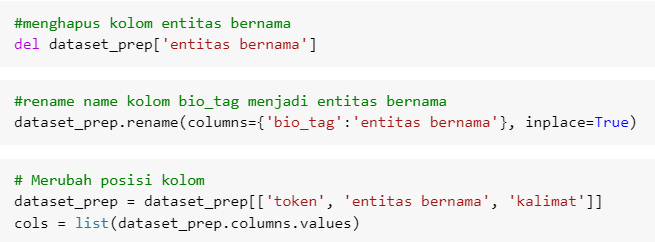 #menghapus kolom entitas bernama
del dataset_prep['entitas bernama']
#rename name kolom bio_tag menjadi entitas bernama
dataset_prep.rename(columns={'bio_tag':'entitas bernama'}, inplace=True)
# Merubah posisi kolom
dataset_prep = dataset_prep[['token', 'entitas bernama', 'kalimat']]
cols = list(dataset_prep.columns.values)